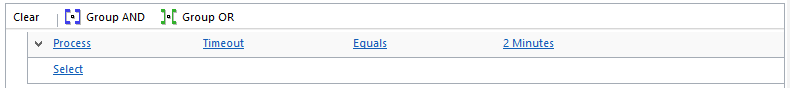 Clear Group AND Group OR
Process Timeout Equals 2 Minutes
Select